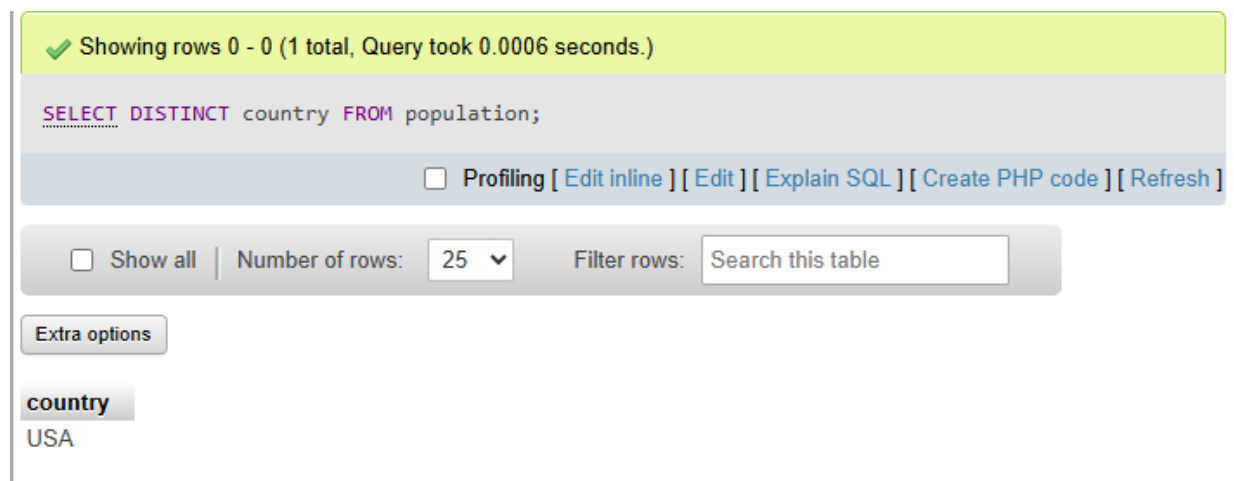 Showing rows 0 - 0 (1 total, Query took 0.0006 seconds.)
SELECT DISTINCT country FROM population;
Profiling [ Edit inline ] [ Edit ] [ Explain SQL ] [ Create PHP code ] [ Refresh ]
Show all Number of rows: 25 Filter rows: Search this table
Extra options
country
USA